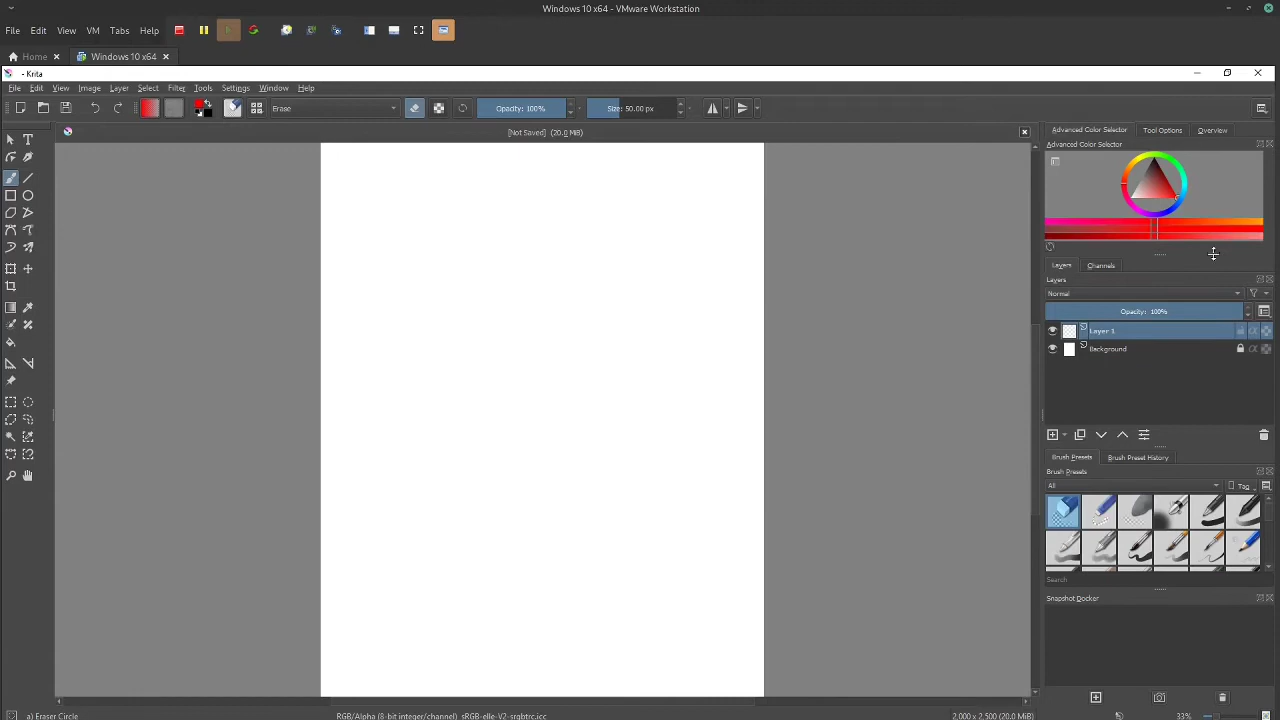 Windows 10 x64 - VMware Workstation
File Edit View VM Tabs Help
Home Windows 10 x64
- Krita
File Edit View Image Layer Select Filter Tools Settings Window Help
Erase Opacity: 100% Size: 50.00 px
[Not Saved] (20.0 MiB)
Advanced Color Selector Tool Options Overview
Advanced Color Selector
Layers Channels
Layers
Normal
Opacity: 100%
Layer 1
Background
Brush Presets Brush Preset History
Brush Presets
All Tag
Search
Snapshot Docker
a) Eraser Circle RGB/Alpha (8-bit integer/channel) sRGB-elle-V2-srgbtrc.icc 2,000 x 2,500 (20.0 MiB) 33%